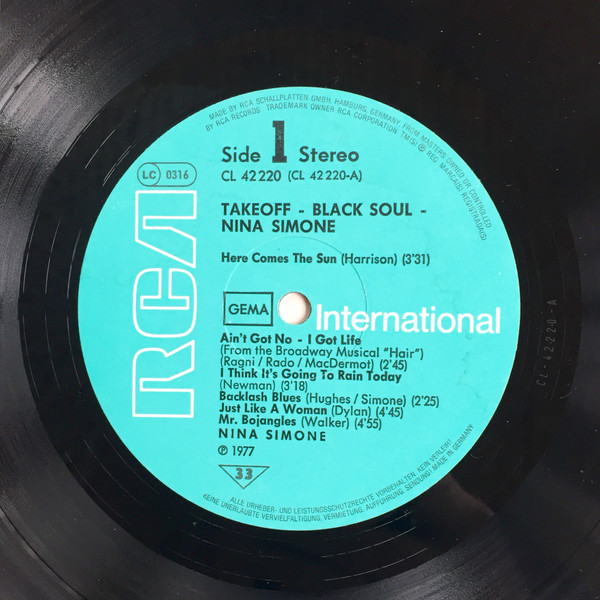 MADE BY RCA SCHALLPLATTEN GMBH, HAMBURG, GERMANY, FROM MASTERS OWNED OR CONTROLLED
BY RCA RECORDS TRADEMARK OWNER RCA CORPORATION TM(S) ® REG. MARCA(S) REGISTRADA(S)
Side 1 Stereo
CL 42220 (CL 42220-A)
LC 0316
TAKEOFF - BLACK SOUL -
NINA SIMONE
Here Comes The Sun (Harrison) (3'31)
RCA
GEMA
International
Ain't Got No - I Got Life
(From the Broadway Musical "Hair")
(Ragni / Rado / MacDermot) (2'45)
I Think It's Going To Rain Today
(Newman) (3'18)
Backlash Blues (Hughes / Simone) (2'25)
Just Like A Woman (Dylan) (4'45)
Mr. Bojangles (Walker) (4'55)
NINA SIMONE
℗ 1977
33
ALLE URHEBER- UND LEISTUNGSSCHUTZRECHTE VORBEHALTEN. KEIN VERLEIH!
KEINE UNERLAUBTE VERVIELFÄLTIGUNG, VERMIETUNG, AUFFÜHRUNG, SENDUNG! MADE IN GERMANY
CL-42220-A